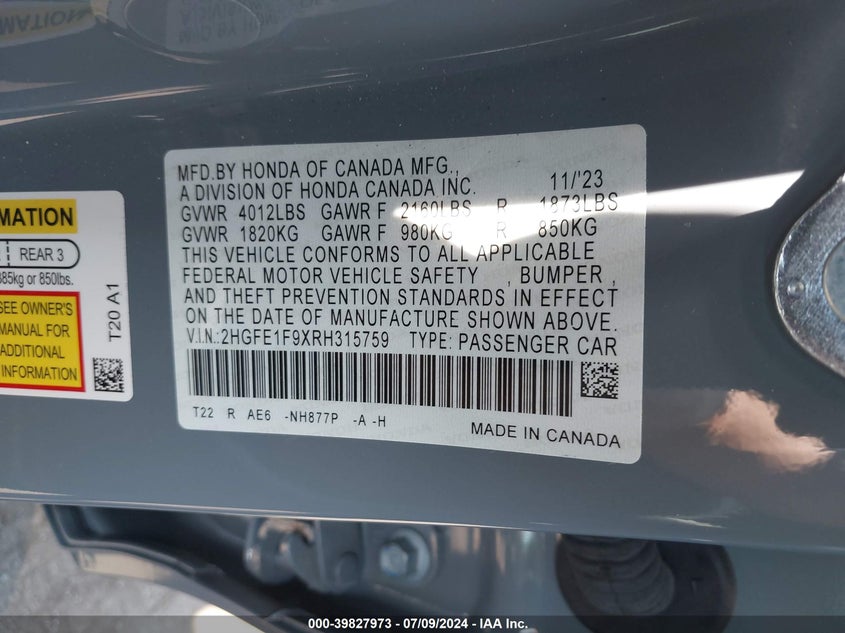 MFD.BY HONDA OF CANADA MFG.,
A DIVISION OF HONDA CANADA INC. 11/'23
GVWR 4012LBS GAWR F 2160LBS R 1873LBS
GVWR 1820KG GAWR F 980KG R 850KG
THIS VEHICLE CONFORMS TO ALL APPLICABLE
FEDERAL MOTOR VEHICLE SAFETY , BUMPER ,
AND THEFT PREVENTION STANDARDS IN EFFECT
ON THE DATE OF MANUFACTURE SHOWN ABOVE.
V.I.N.:2HGFE1F9XRH315759 TYPE: PASSENGER CAR
T22 R AE6 -NH877P -A -H
MADE IN CANADA
REAR 3
or 850lbs.
SEE OWNER'S
MANUAL FOR
ADDITIONAL
INFORMATION
T20 A1
000-39827973 / 07/09/2024 - IAA Inc.